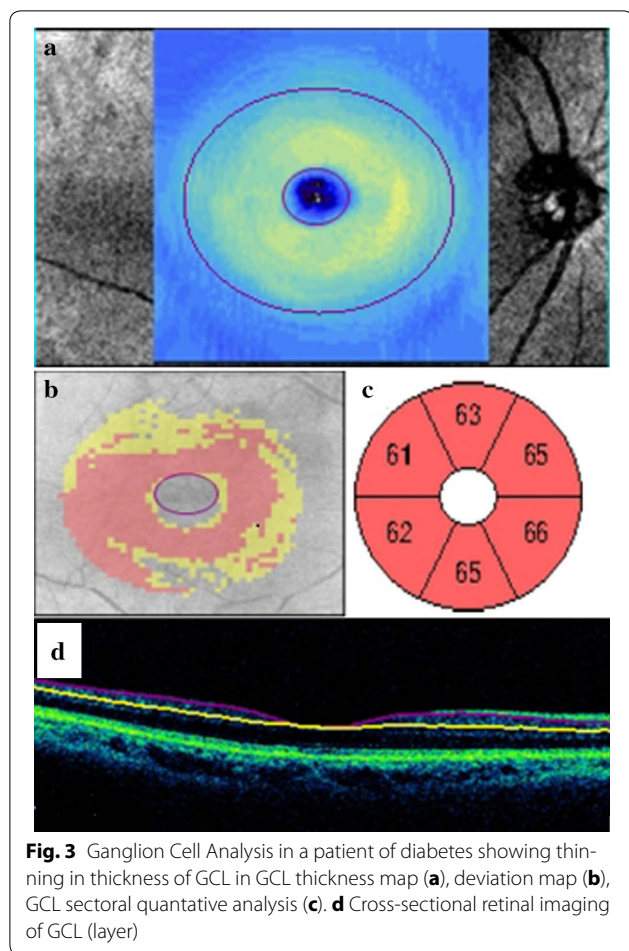 a
b
c
63
61
65
62
66
65
d
Fig. 3 Ganglion Cell Analysis in a patient of diabetes showing thin-
ning in thickness of GCL in GCL thickness map (a), deviation map (b),
GCL sectoral quantative analysis (c). d Cross-sectional retinal imaging
of GCL (layer)